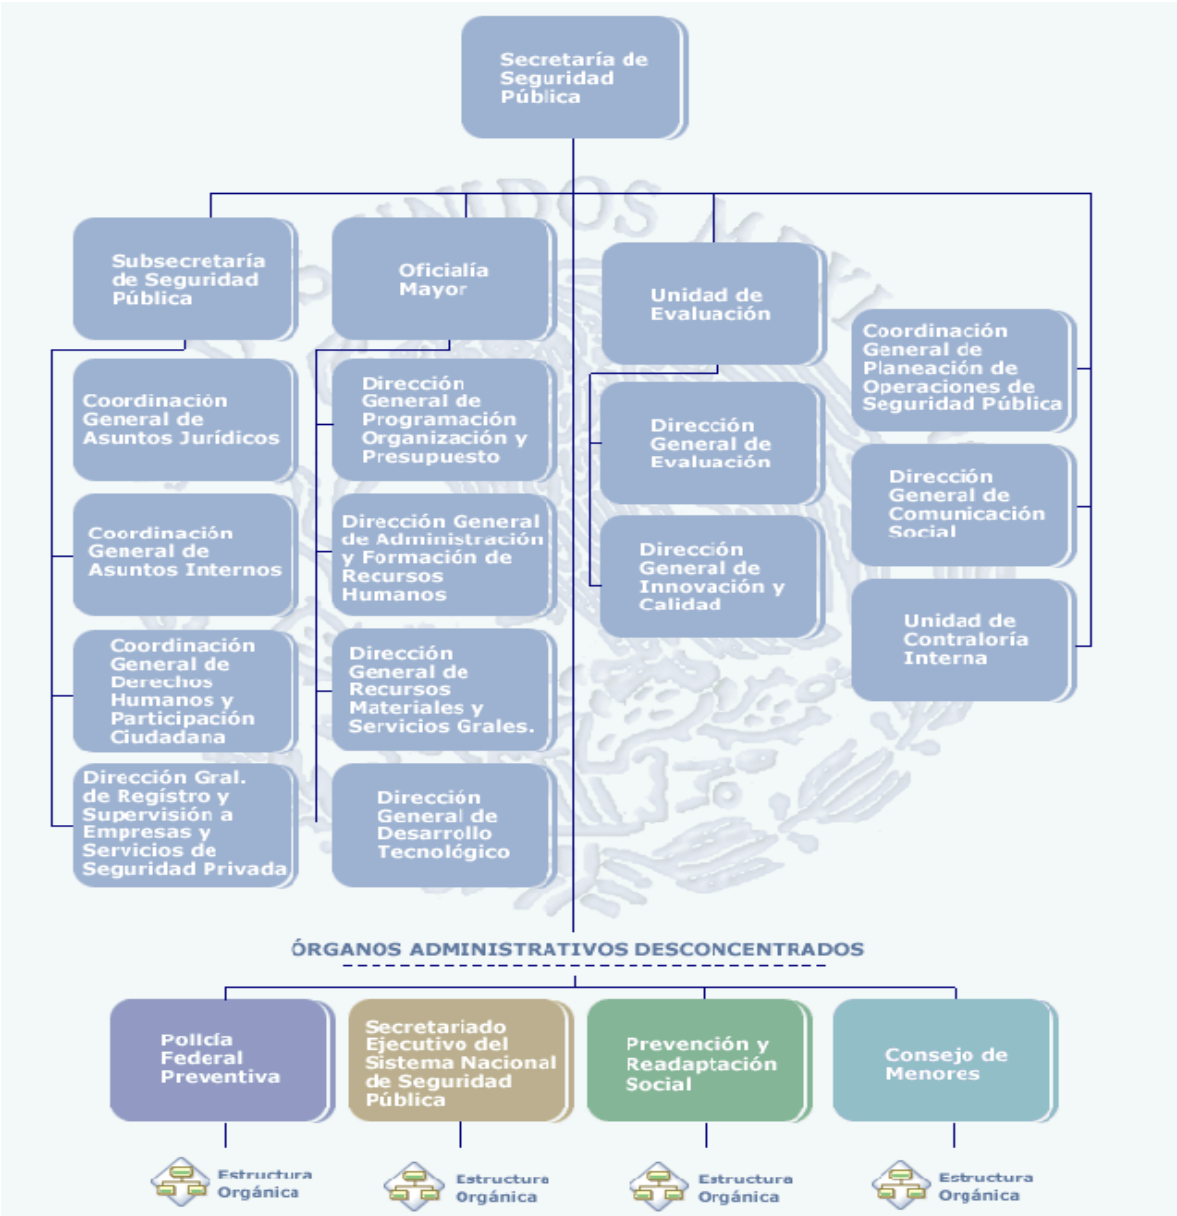 Secretaría de
Seguridad
Pública
Subsecretaría
de Seguridad
Pública
Oficialía
Mayor
Unidad de
Evaluación
Coordinación
General de
Planeación de
Operaciones de
Seguridad Pública
Coordinación
General de
Asuntos Jurídicos
Dirección
General de
Programación
Organización y
Presupuesto
Dirección
General de
Evaluación
Dirección
General de
Comunicación
Social
Coordinación
General de
Asuntos Internos
Dirección General
de Administración
y Formación de
Recursos
Humanos
Dirección
General de
Innovación y
Calidad
Unidad de
Contraloría
Interna
Coordinación
General de
Derechos
Humanos y
Participación
Ciudadana
Dirección
General de
Recursos
Materiales y
Servicios Grales.
Dirección Gral.
de Regístro y
Supervisión a
Empresas y
Servicios de
Seguridad Privada
Dirección
General de
Desarrollo
Tecnológico
UNIDOS MEXI
ÓRGANOS ADMINISTRATIVOS DESCONCENTRADOS
Policía
Federal
Preventiva
Secretariado
Ejecutivo del
Sistema Nacional
de Seguridad
Pública
Prevención y
Readaptación
Social
Consejo de
Menores
Estructura
Orgánica
Estructura
Orgánica
Estructura
Orgánica
Estructura
Orgánica